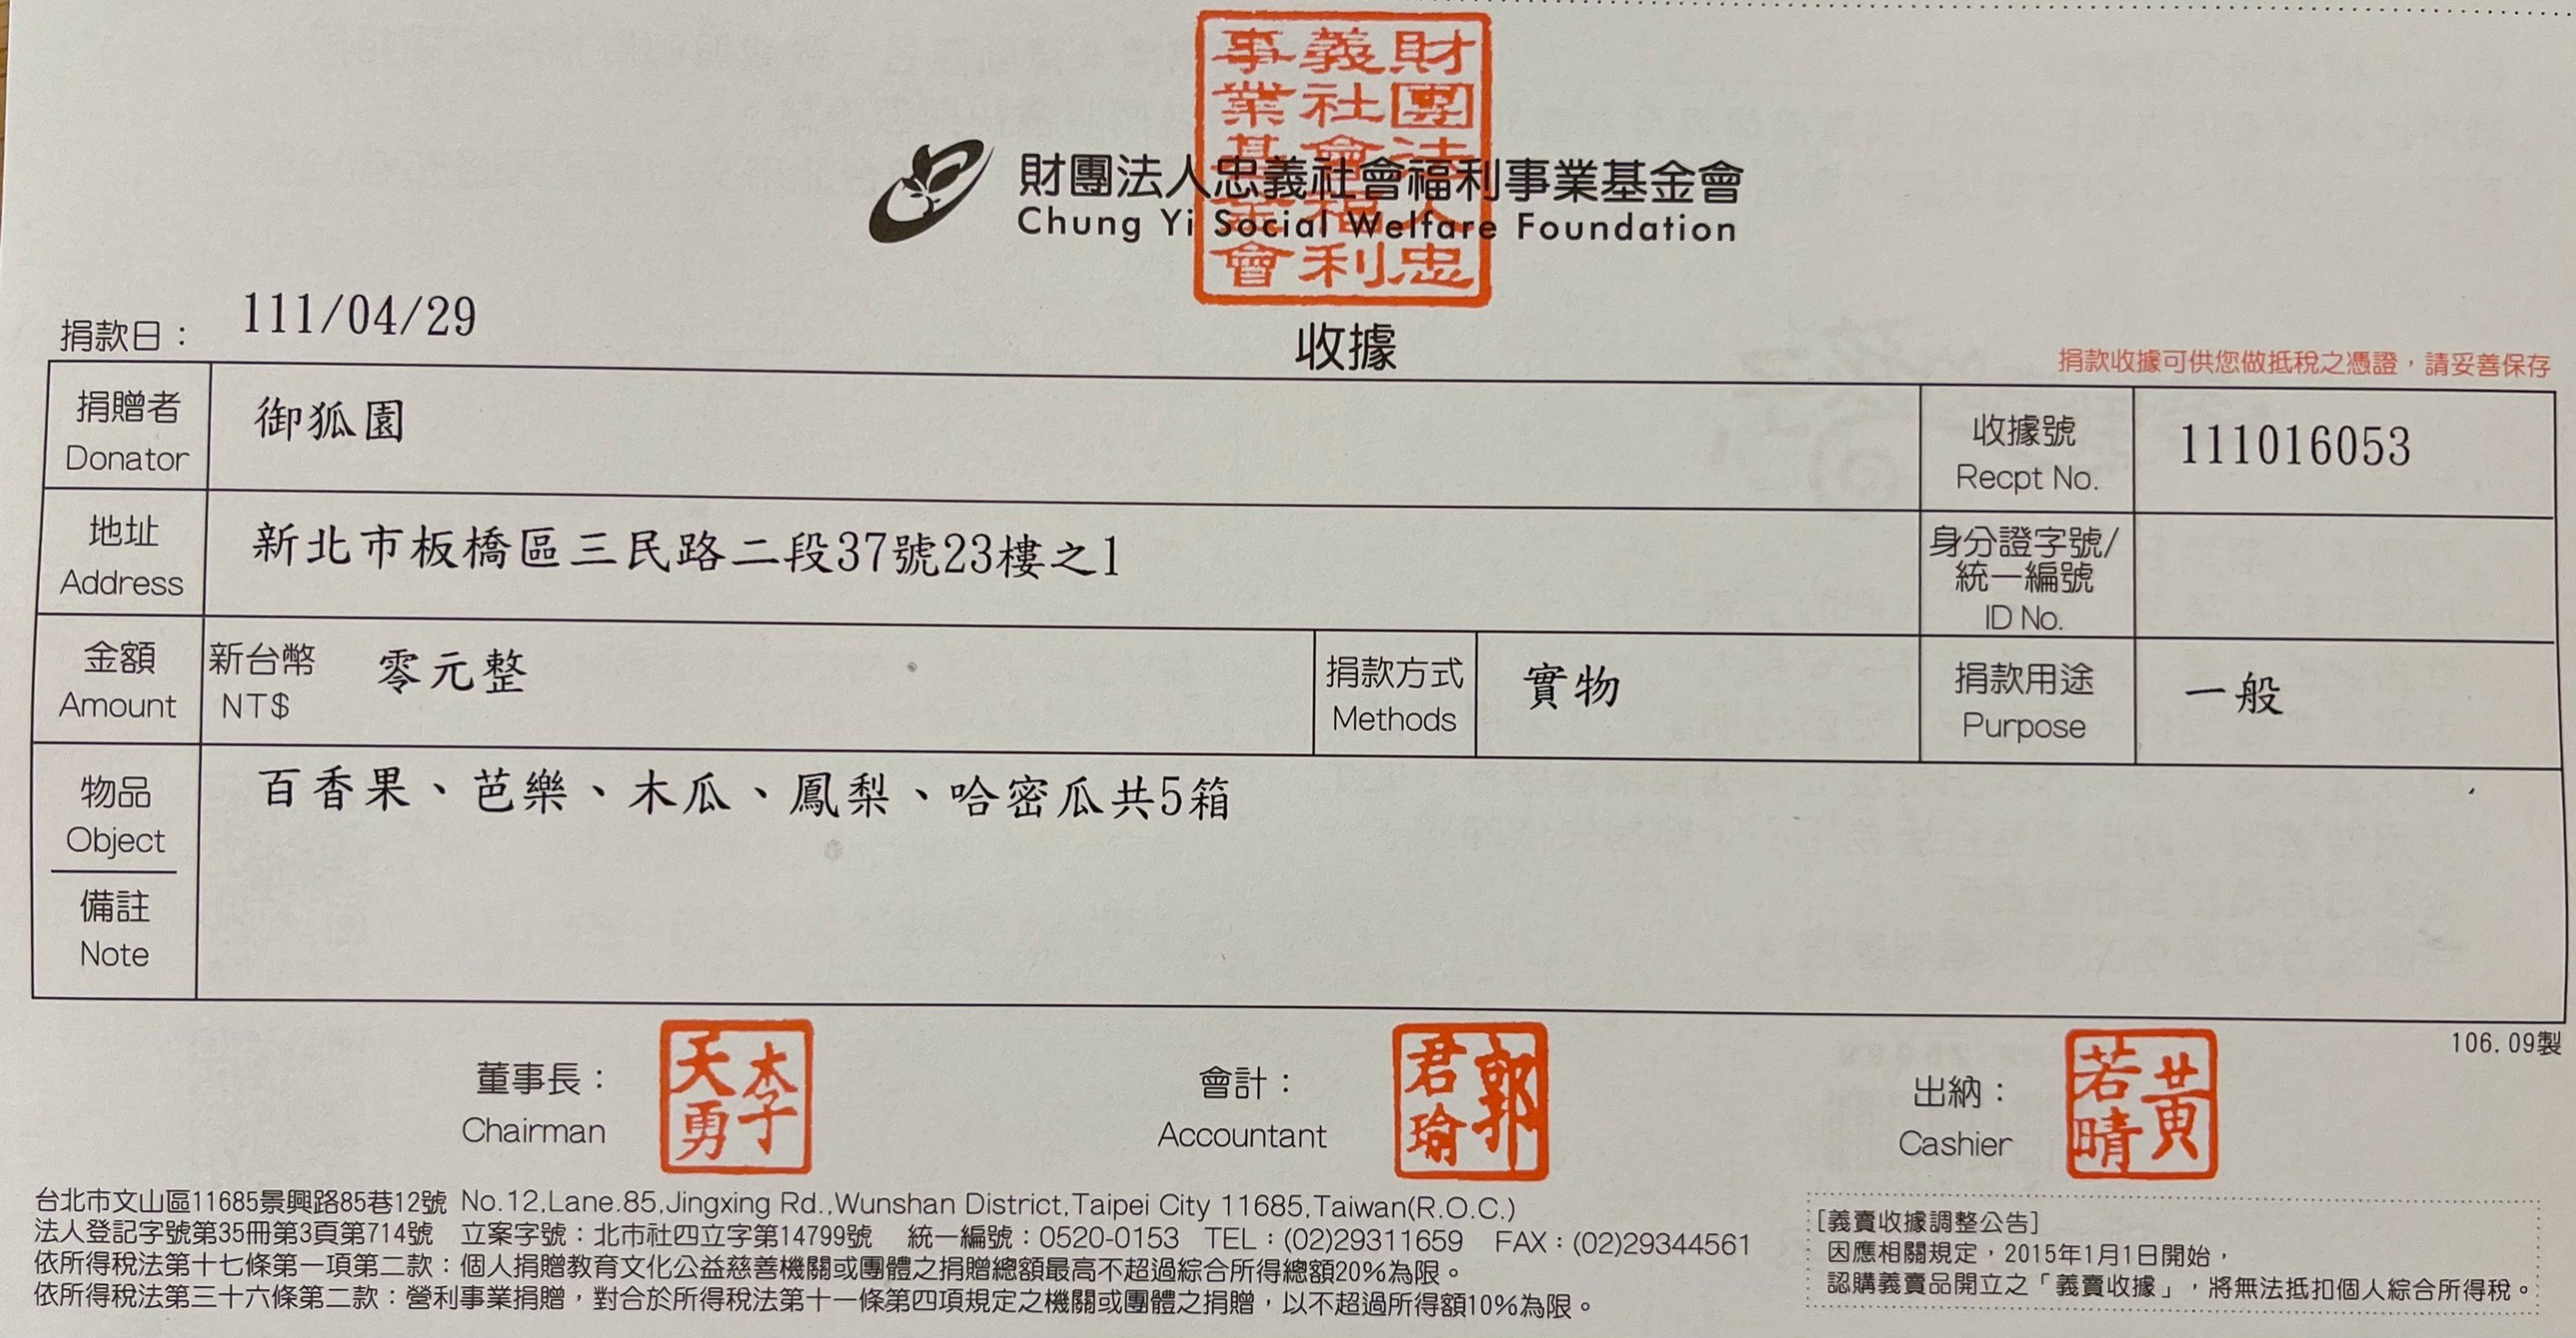 財團法人忠義社會福利事業基金會
財團法人忠義社會福利事業基金會
Chung Yi Social Welfare Foundation
捐款日：
111/04/29
收據
捐款收據可供您做抵稅之憑證，請妥善保存
捐贈者
Donator
御狐園
收據號
Recpt No.
111016053
地址
Address
新北市板橋區三民路二段37號23樓之1
身分證字號/
統一編號
ID No.
金額
Amount
新台幣
NT$
零元整
捐款方式
Methods
實物
捐款用途
Purpose
一般
物品
Object
備註
Note
百香果、芭樂、木瓜、鳳梨、哈密瓜共5箱
106.09製
董事長：
Chairman
李天勇
會計：
Accountant
郭君瑜
出納：
Cashier
黃若晴
台北市文山區11685景興路85巷12號 No.12,Lane.85,Jingxing Rd.,Wunshan District,Taipei City 11685,Taiwan(R.O.C.)
法人登記字號第35冊第3頁第714號 立案字號：北市社四立字第14799號 統一編號：0520-0153 TEL：(02)29311659 FAX：(02)29344561
依所得稅法第十七條第一項第二款：個人捐贈教育文化公益慈善機關或團體之捐贈總額最高不超過綜合所得總額20%為限。
依所得稅法第三十六條第二款：營利事業捐贈，對合於所得稅法第十一條第四項規定之機關或團體之捐贈，以不超過所得額10%為限。
[義賣收據調整公告]
因應相關規定，2015年1月1日開始，
認購義賣品開立之「義賣收據」，將無法抵扣個人綜合所得稅。